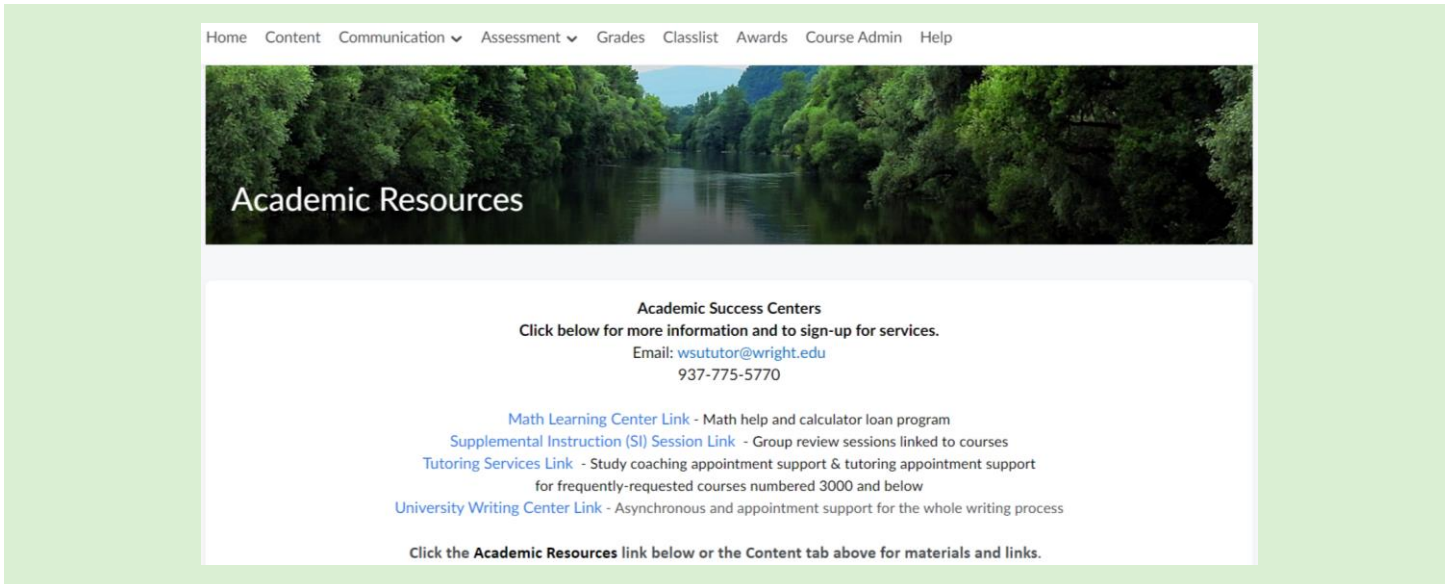 Home Content Communication Assessment Grades Classlist Awards Course Admin Help
Academic Resources
Academic Success Centers
Click below for more information and to sign-up for services.
Email: wsututor@wright.edu
937-775-5770
Math Learning Center Link - Math help and calculator loan program
Supplemental Instruction (SI) Session Link - Group review sessions linked to courses
Tutoring Services Link - Study coaching appointment support & tutoring appointment support
for frequently-requested courses numbered 3000 and below
University Writing Center Link - Asynchronous and appointment support for the whole writing process
Click the Academic Resources link below or the Content tab above for materials and links.